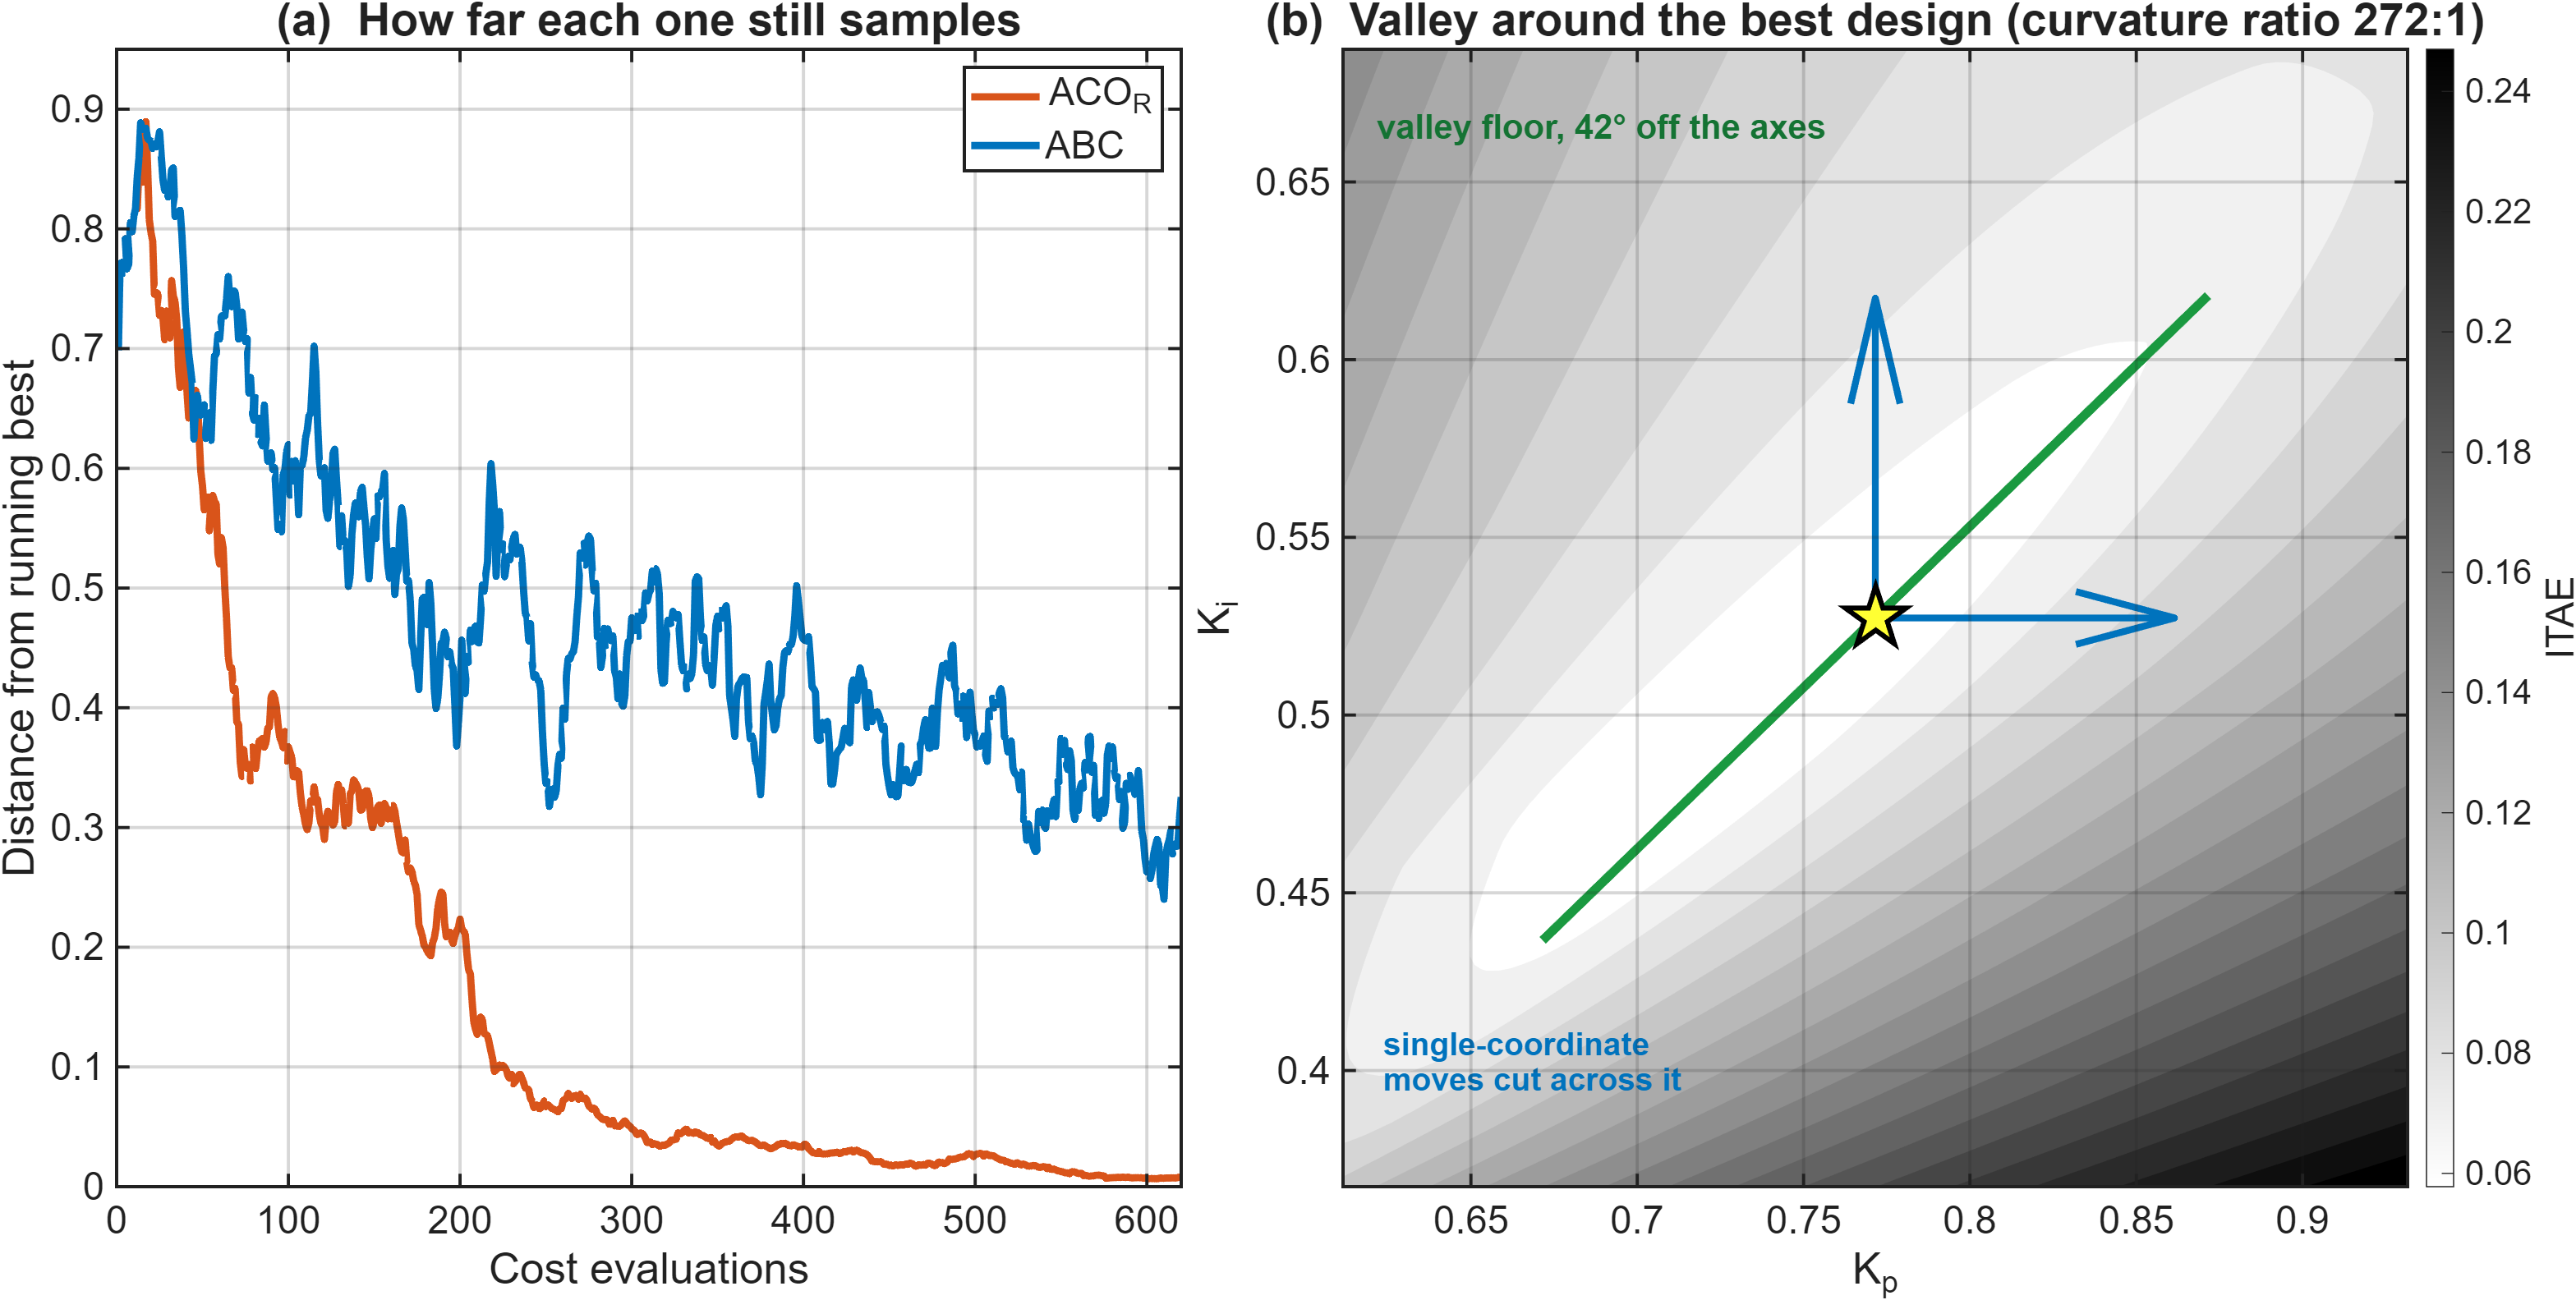 (a) How far each one still samples
Distance from running best
0.9
0.8
0.7
0.6
0.5
0.4
0.3
0.2
0.1
0
0 100 200 300 400 500 600
Cost evaluations
ACO_R
ABC
(b) Valley around the best design (curvature ratio 272:1)
K_i
0.65
0.6
0.55
0.5
0.45
0.4
valley floor, 42° off the axes
single-coordinate
moves cut across it
0.65 0.7 0.75 0.8 0.85 0.9
K_p
0.24
0.22
0.2
0.18
0.16
0.14
0.12
0.1
0.08
0.06
ITAE